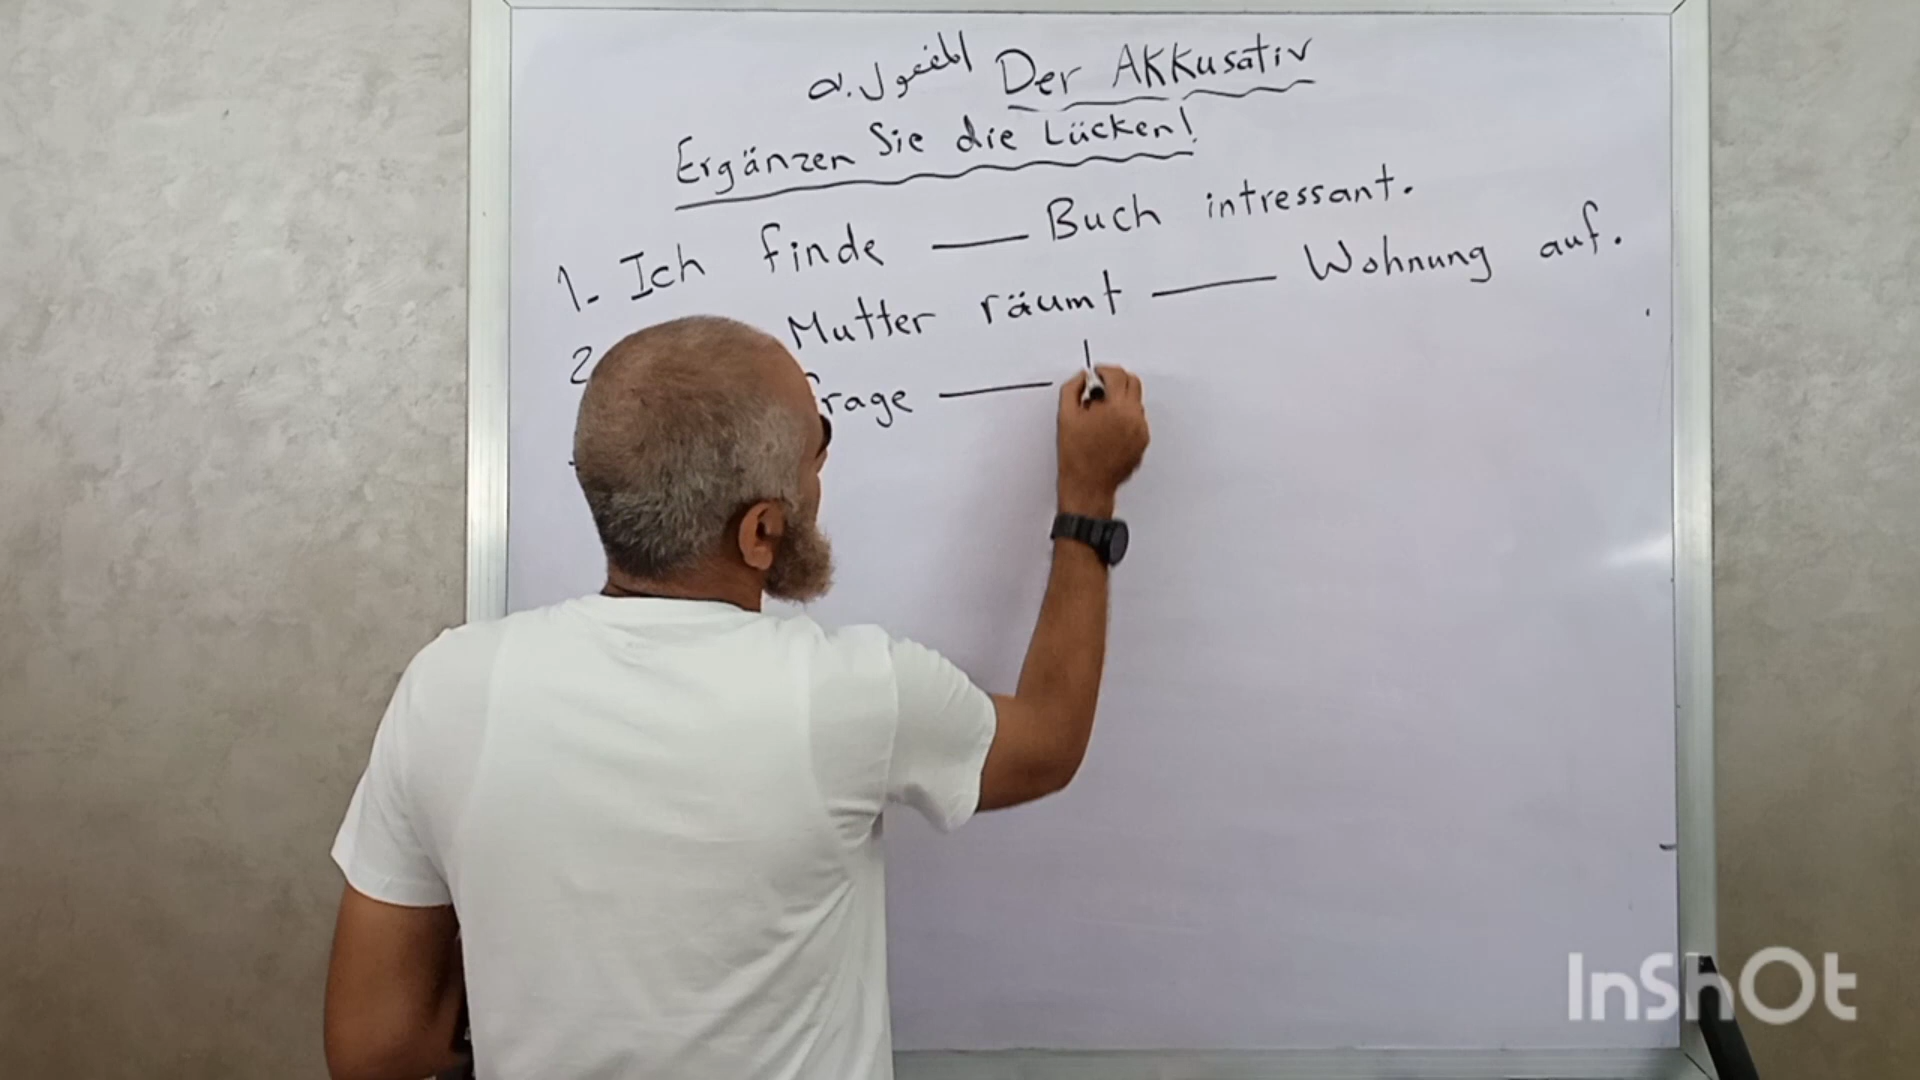 المفعول به Der Akkusativ
Ergänzen Sie die Lücken!
1- Ich finde ___ Buch intressant.
2 Mutter räumt ___ Wohnung auf.
frage ___
InShOt